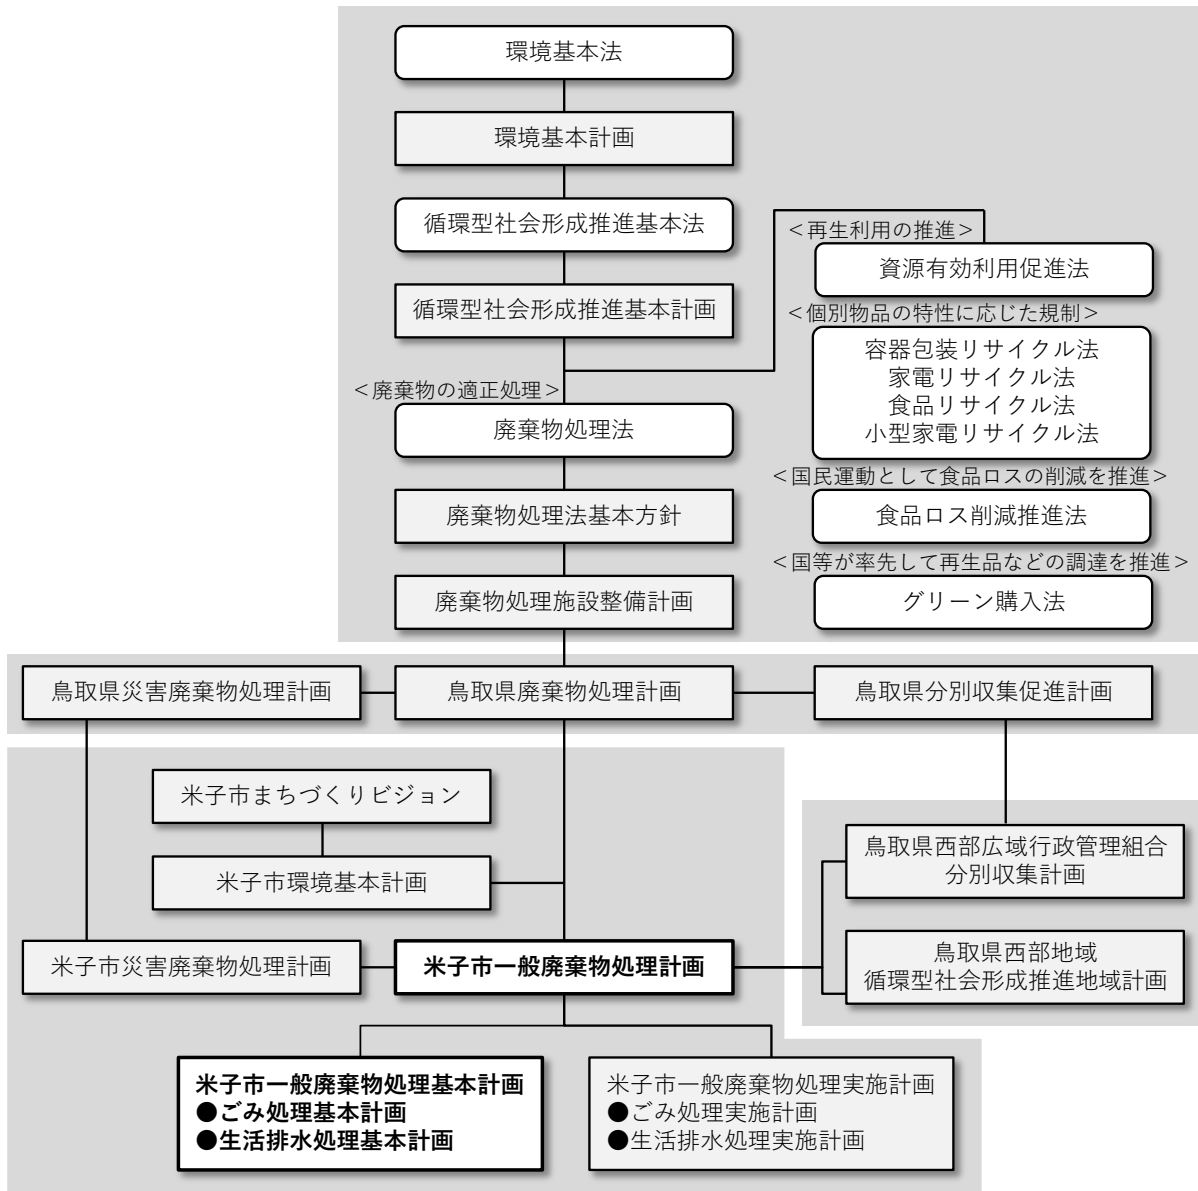 環境基本法
環境基本計画
循環型社会形成推進基本法
循環型社会形成推進基本計画
＜再生利用の推進＞
資源有効利用促進法
＜個別物品の特性に応じた規制＞
容器包装リサイクル法
家電リサイクル法
食品リサイクル法
小型家電リサイクル法
＜廃棄物の適正処理＞
廃棄物処理法
＜国民運動として食品ロスの削減を推進＞
廃棄物処理法基本方針
食品ロス削減推進法
＜国等が率先して再生品などの調達を推進＞
廃棄物処理施設整備計画
グリーン購入法
鳥取県災害廃棄物処理計画
鳥取県廃棄物処理計画
鳥取県分別収集促進計画
米子市まちづくりビジョン
米子市環境基本計画
鳥取県西部広域行政管理組合
分別収集計画
米子市災害廃棄物処理計画
米子市一般廃棄物処理計画
鳥取県西部地域
循環型社会形成推進地域計画
米子市一般廃棄物処理基本計画
●ごみ処理基本計画
●生活排水処理基本計画
米子市一般廃棄物処理実施計画
●ごみ処理実施計画
●生活排水処理実施計画